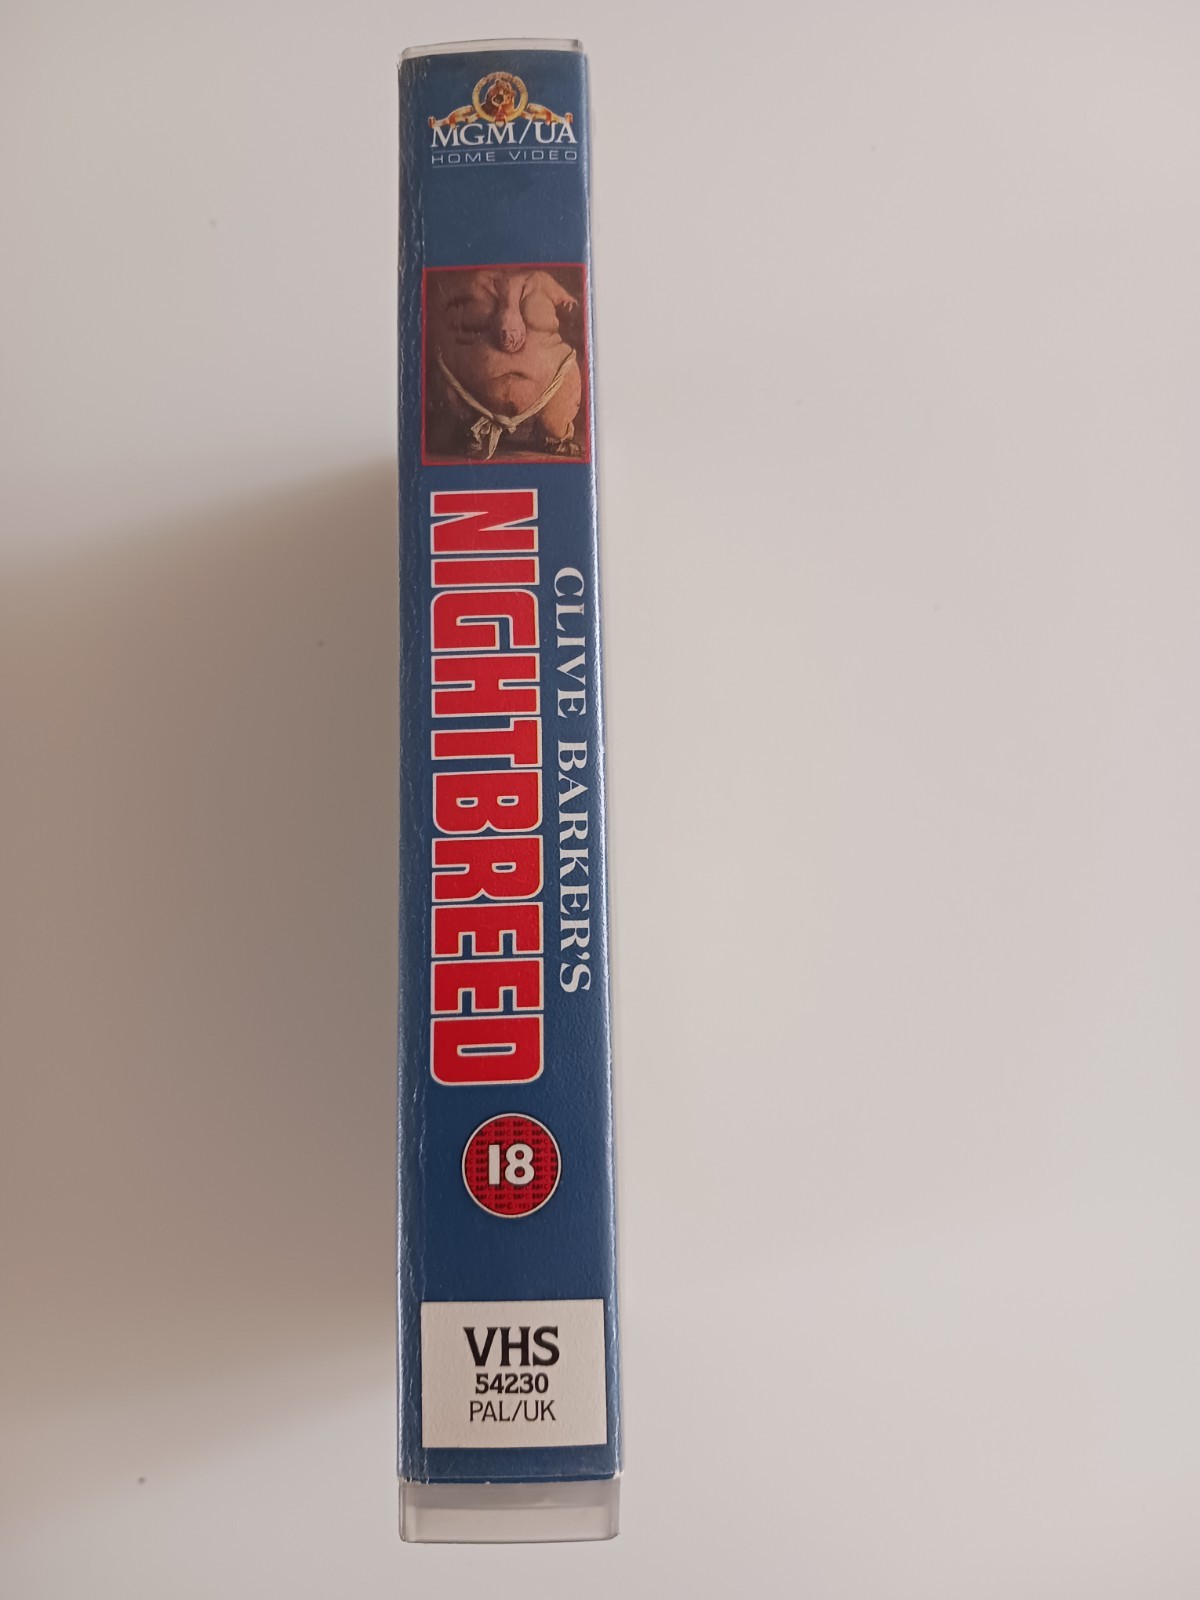 MGM/UA
HOME VIDEO
CLIVE BARKER'S
NIGHTBREED
18
VHS
54230
PAL/UK